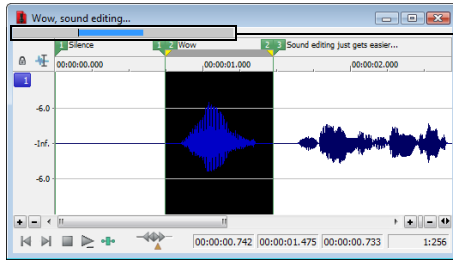 Wow, sound editing...
1 Silence 1 2 Wow 2 3 Sound editing just gets easier...
00:00:00.000 ,00:00:01.000 ,00:00:02.000
1
-6.0
-Inf.
-6.0
00:00:00.742 00:00:01.475 00:00:00.733 1:256